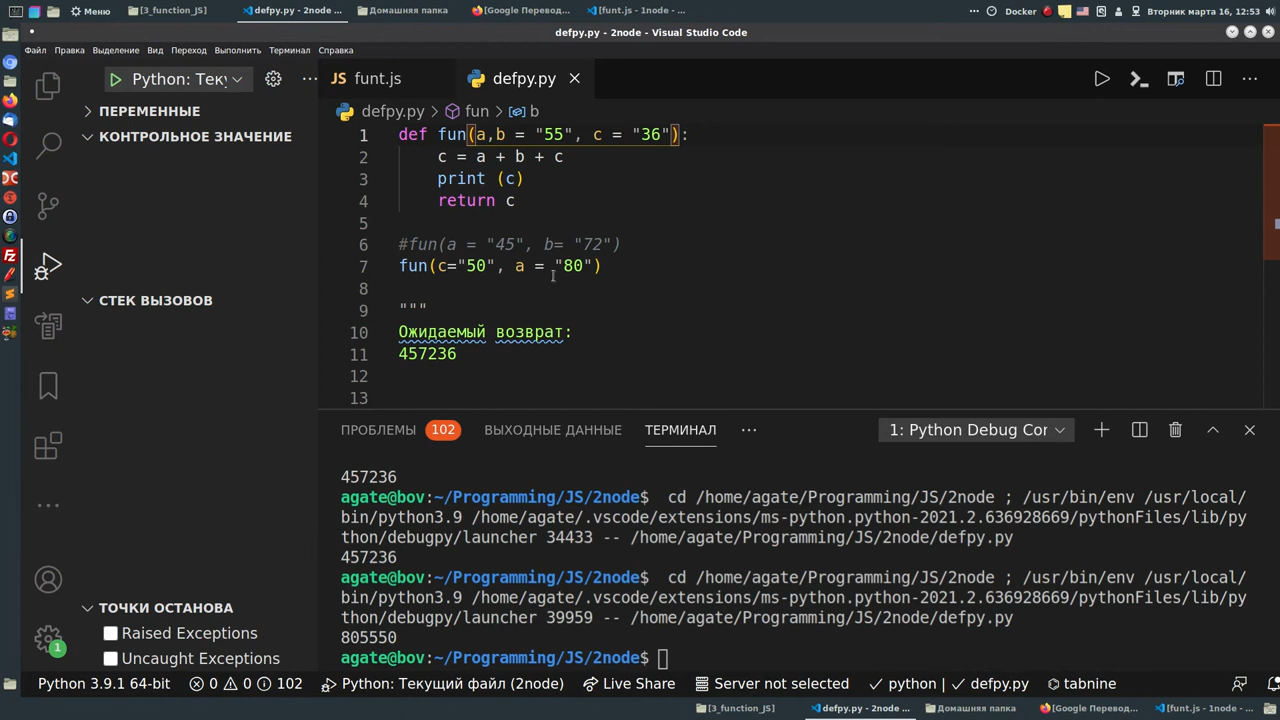 Меню
[3_function_JS]
defpy.py - 2node ...
Домашняя папка
[Google Перевод...
[funt.js - 1node - ...
Docker
Вторник марта 16, 12:53
defpy.py - 2node - Visual Studio Code
Файл Правка Выделение Вид Переход Выполнить Терминал Справка
Python: Теку
JS funt.js
defpy.py
ПЕРЕМЕННЫЕ
defpy.py > fun > b
КОНТРОЛЬНОЕ ЗНАЧЕНИЕ
1 def fun(a,b = "55", c = "36"):
2 c = a + b + c
3 print (c)
4 return c
5
6 #fun(a = "45", b= "72")
7 fun(c="50", a = "80")
8
СТЕК ВЫЗОВОВ
9 """
10 Ожидаемый возврат:
11 457236
12
13
ПРОБЛЕМЫ 102 ВЫХОДНЫЕ ДАННЫЕ ТЕРМИНАЛ ... 1: Python Debug Cor
457236
agate@bov:~/Programming/JS/2node$ cd /home/agate/Programming/JS/2node ; /usr/bin/env /usr/local/
bin/python3.9 /home/agate/.vscode/extensions/ms-python.python-2021.2.636928669/pythonFiles/lib/py
thon/debugpy/launcher 34433 -- /home/agate/Programming/JS/2node/defpy.py
457236
agate@bov:~/Programming/JS/2node$ cd /home/agate/Programming/JS/2node ; /usr/bin/env /usr/local/
bin/python3.9 /home/agate/.vscode/extensions/ms-python.python-2021.2.636928669/pythonFiles/lib/py
thon/debugpy/launcher 39959 -- /home/agate/Programming/JS/2node/defpy.py
805550
agate@bov:~/Programming/JS/2node$
ТОЧКИ ОСТАНОВА
Raised Exceptions
Uncaught Exceptions
1
Python 3.9.1 64-bit 0 0 102 Python: Текущий файл (2node) Live Share Server not selected python | defpy.py tabnine
[3_function_JS]
defpy.py - 2node ...
Домашняя папка
[Google Перевод...
[funt.js - 1node - ...